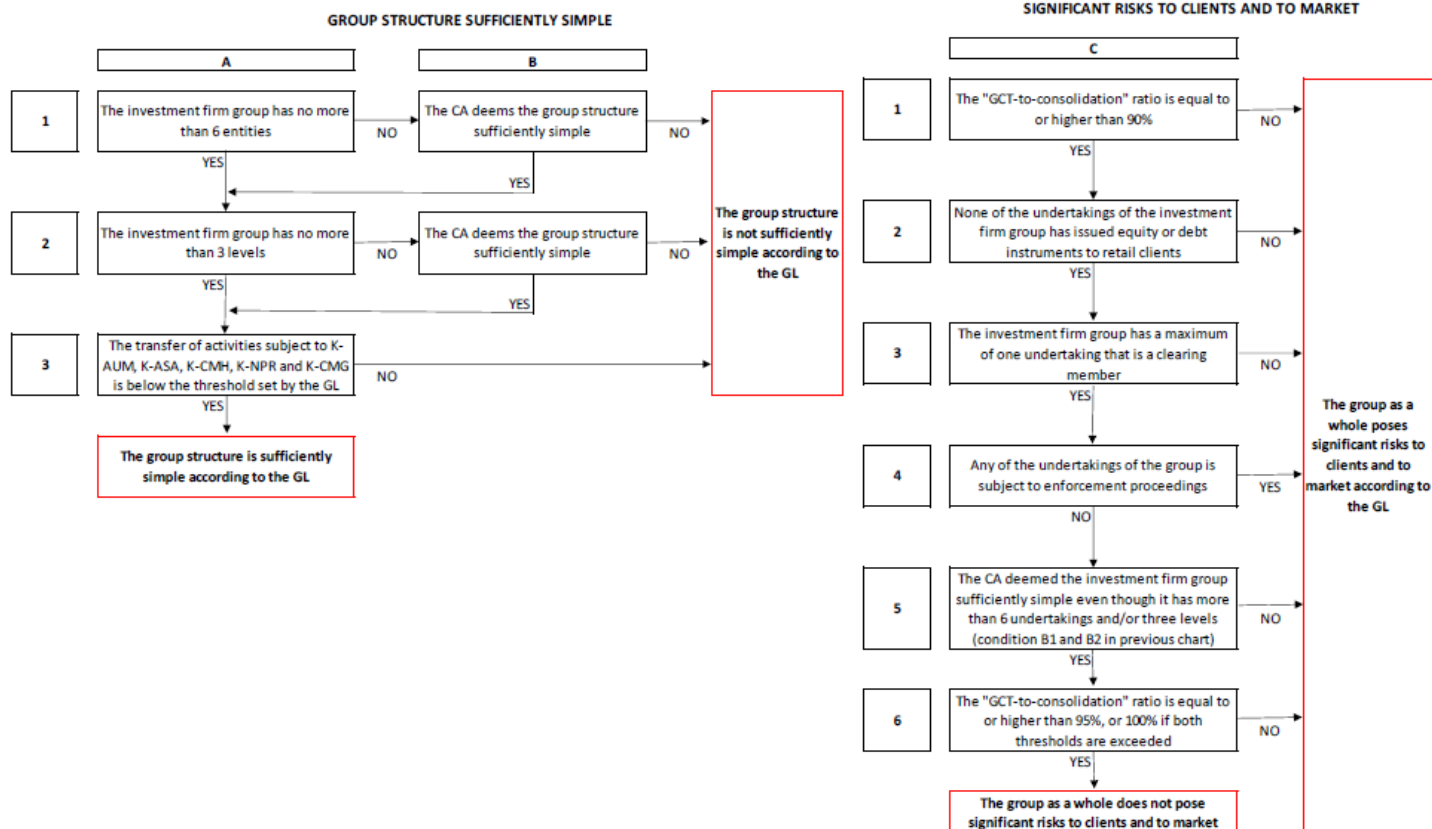 GROUP STRUCTURE SUFFICIENTLY SIMPLE
A
B
1
The investment firm group has no more
than 6 entities
NO
The CA deems the group structure
sufficiently simple
NO
YES
YES
2
The investment firm group has no more
than 3 levels
NO
The CA deems the group structure
sufficiently simple
NO
YES
YES
3
The transfer of activities subject to K-
AUM, K-ASA, K-CMH, K-NPR and K-CMG
is below the threshold set by the GL
NO
YES
The group structure is sufficiently
simple according to the GL
The group structure
is not sufficiently
simple according to
the GL
SIGNIFICANT RISKS TO CLIENTS AND TO MARKET
C
1
The "GCT-to-consolidation" ratio is equal to
or higher than 90%
NO
YES
2
None of the undertakings of the investment
firm group has issued equity or debt
instruments to retail clients
NO
YES
3
The investment firm group has a maximum
of one undertaking that is a clearing
member
NO
YES
4
Any of the undertakings of the group is
subject to enforcement proceedings
YES
NO
5
The CA deemed the investment firm group
sufficiently simple even though it has more
than 6 undertakings and/or three levels
(condition B1 and B2 in previous chart)
NO
YES
6
The "GCT-to-consolidation" ratio is equal to
or higher than 95%, or 100% if both
thresholds are exceeded
NO
YES
The group as a whole does not pose
significant risks to clients and to market
The group as a
whole poses
significant risks to
clients and to
market according to
the GL